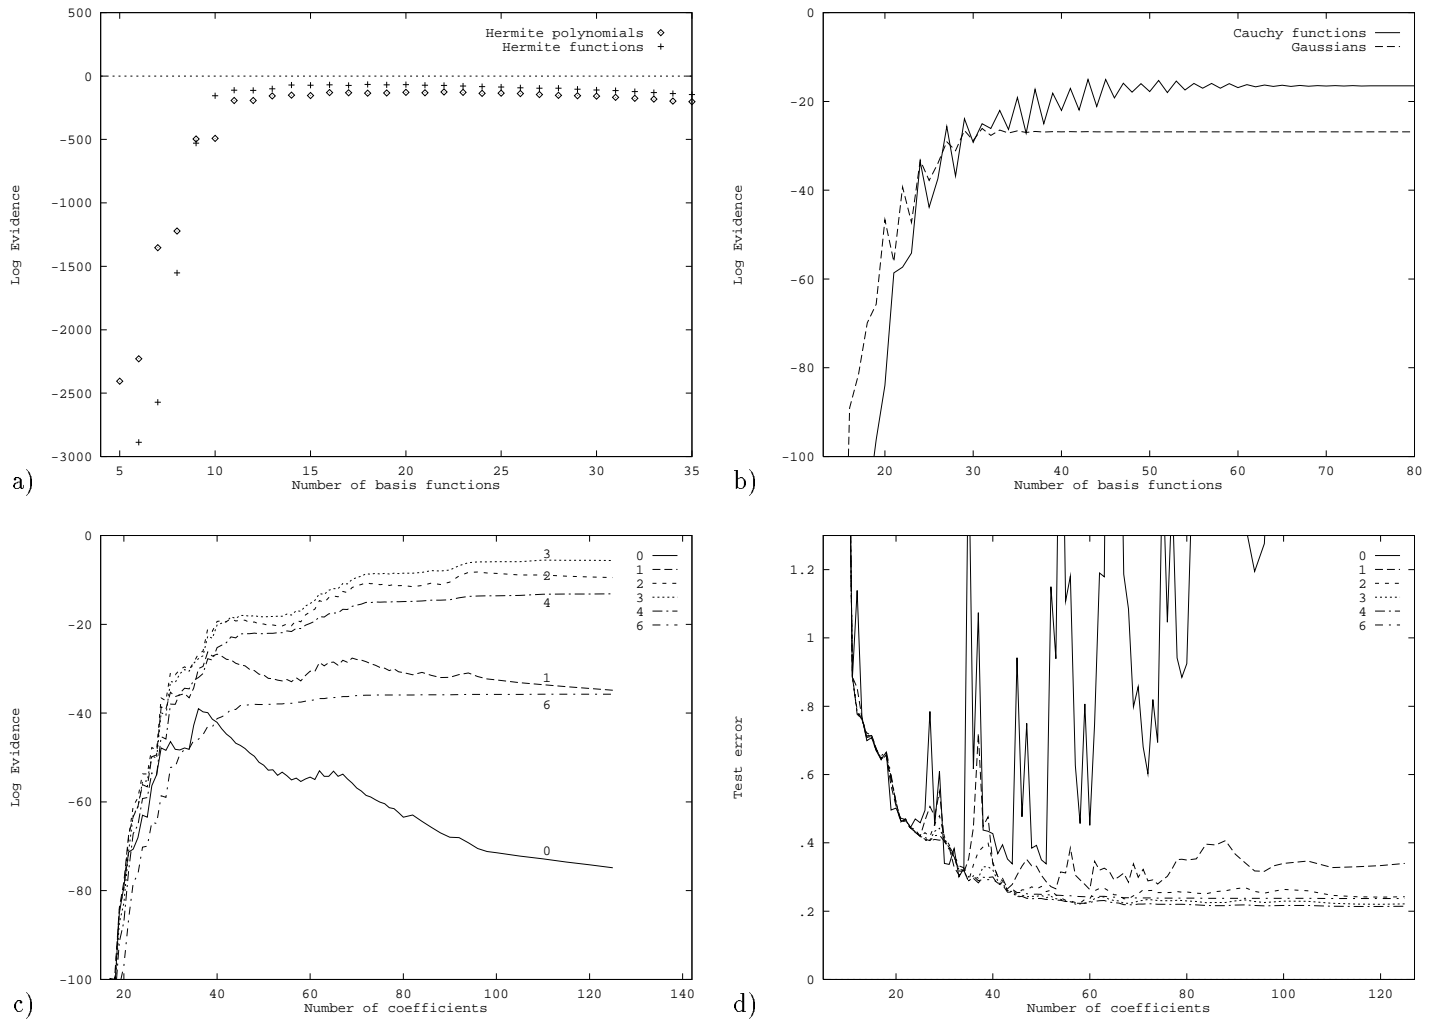 500
0
-500
-1000
-1500
-2000
-2500
-3000
5 10 15 20 25 30 35
Log Evidence
Number of basis functions
Hermite polynomials
Hermite functions
a)
0
-20
-40
-60
-80
-100
20 30 40 50 60 70 80
Log Evidence
Number of basis functions
Cauchy functions
Gaussians
b)
0
-20
-40
-60
-80
-100
20 40 60 80 100 120 140
Log Evidence
Number of coefficients
0
1
2
3
4
6
3
2
4
1
6
0
c)
1.2
1
.8
.6
.4
.2
0
20 40 60 80 100 120
Test error
Number of coefficients
0
1
2
3
4
6
d)